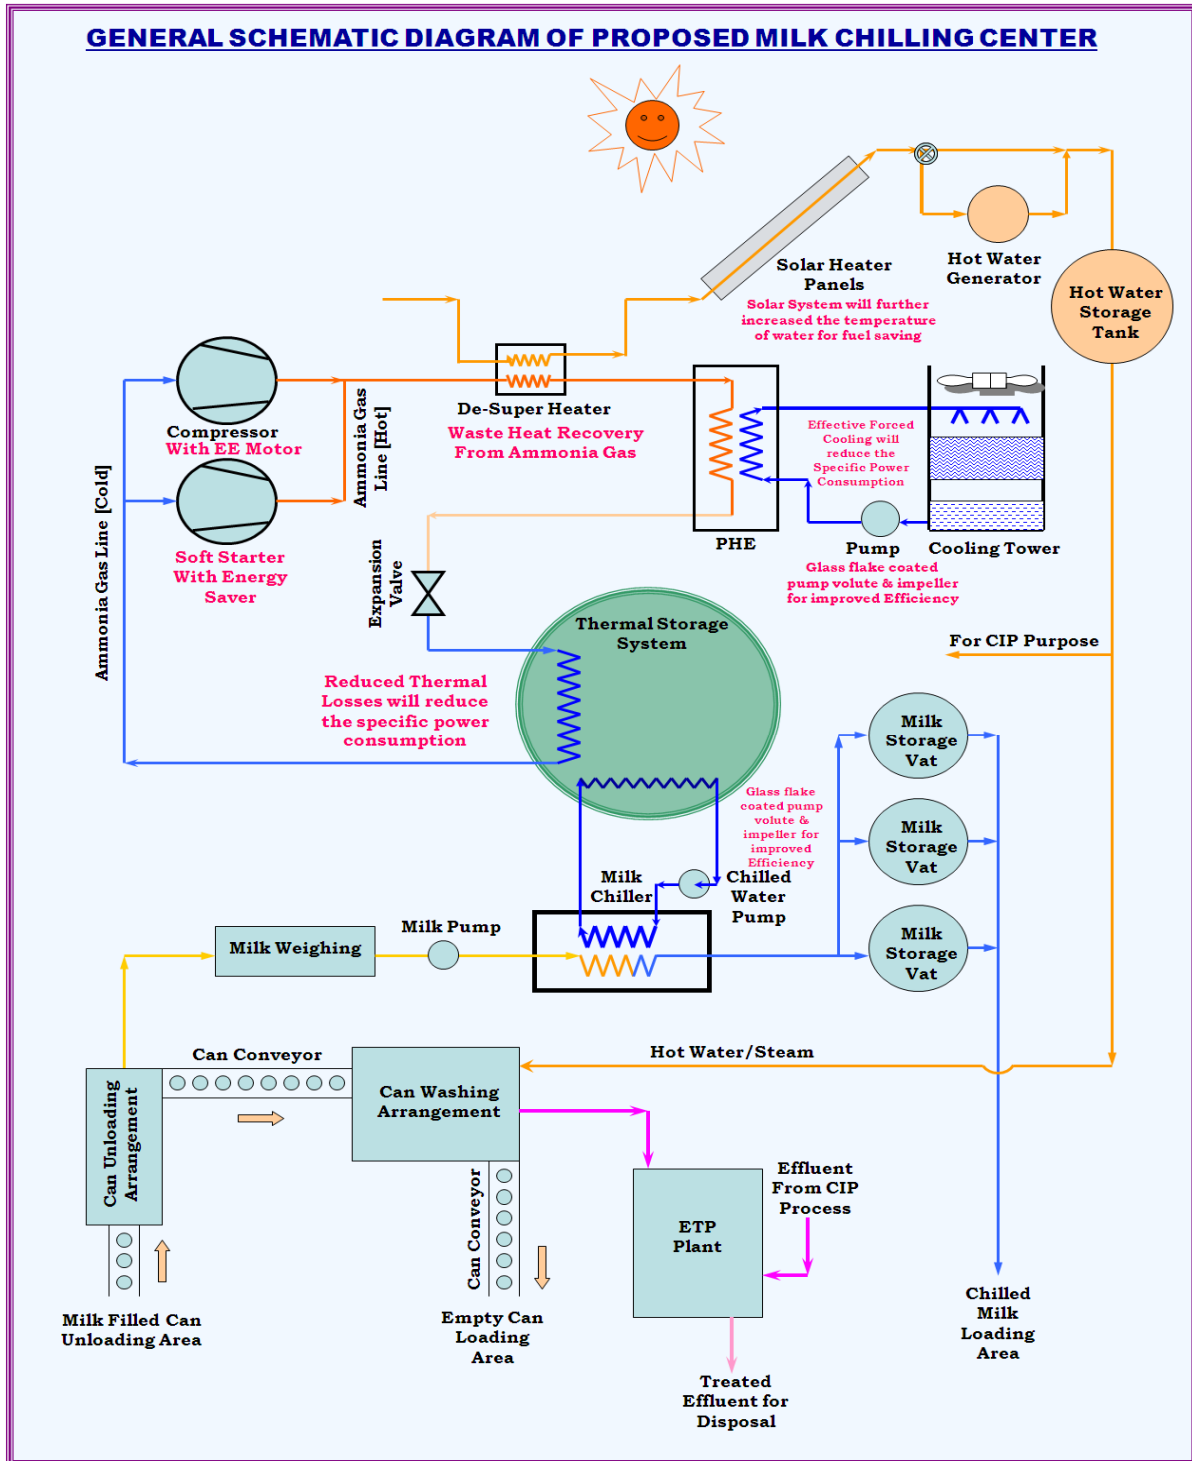 GENERAL SCHEMATIC DIAGRAM OF PROPOSED MILK CHILLING CENTER
Solar Heater
Panels
Solar System will further
increased the temperature
of water for fuel saving
Hot Water
Generator
Hot Water
Storage
Tank
Compressor
With EE Motor
Soft Starter
With Energy
Saver
Ammonia Gas Line [Cold]
Ammonia Gas
Line [Hot]
De-Super Heater
Waste Heat Recovery
From Ammonia Gas
PHE
Effective Forced
Cooling will
reduce the
Specific Power
Consumption
Pump
Cooling Tower
Glass flake coated
pump volute & impeller
for improved Efficiency
Expansion
Valve
Thermal Storage
System
Reduced Thermal
Losses will reduce
the specific power
consumption
For CIP Purpose
Milk
Storage
Vat
Milk
Storage
Vat
Milk
Storage
Vat
Glass flake
coated pump
volute &
impeller for
improved
Efficiency
Milk
Chiller
Chilled
Water
Pump
Milk Weighing
Milk Pump
Can Conveyor
Can Unloading
Arrangement
Can Washing
Arrangement
Hot Water/Steam
Can Conveyor
ETP
Plant
Effluent
From CIP
Process
Milk Filled Can
Unloading Area
Empty Can
Loading
Area
Chilled
Milk
Loading
Area
Treated
Effluent for
Disposal